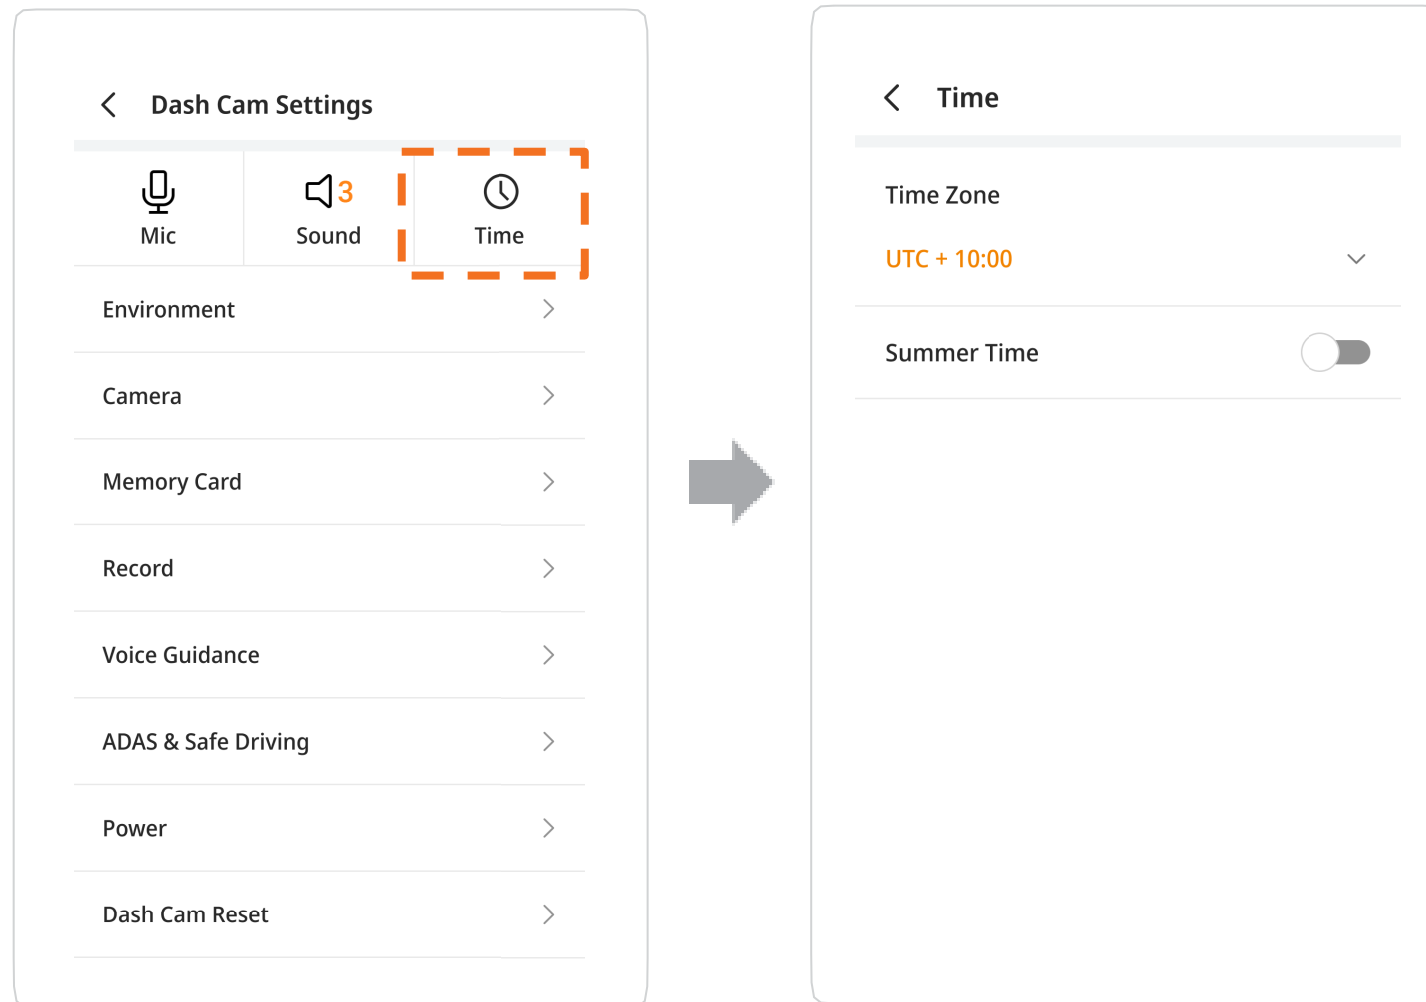 Dash Cam Settings
3
Mic
Sound
Time
Environment
Camera
Memory Card
Record
Voice Guidance
ADAS & Safe Driving
Power
Dash Cam Reset
Time
Time Zone
UTC + 10:00
Summer Time